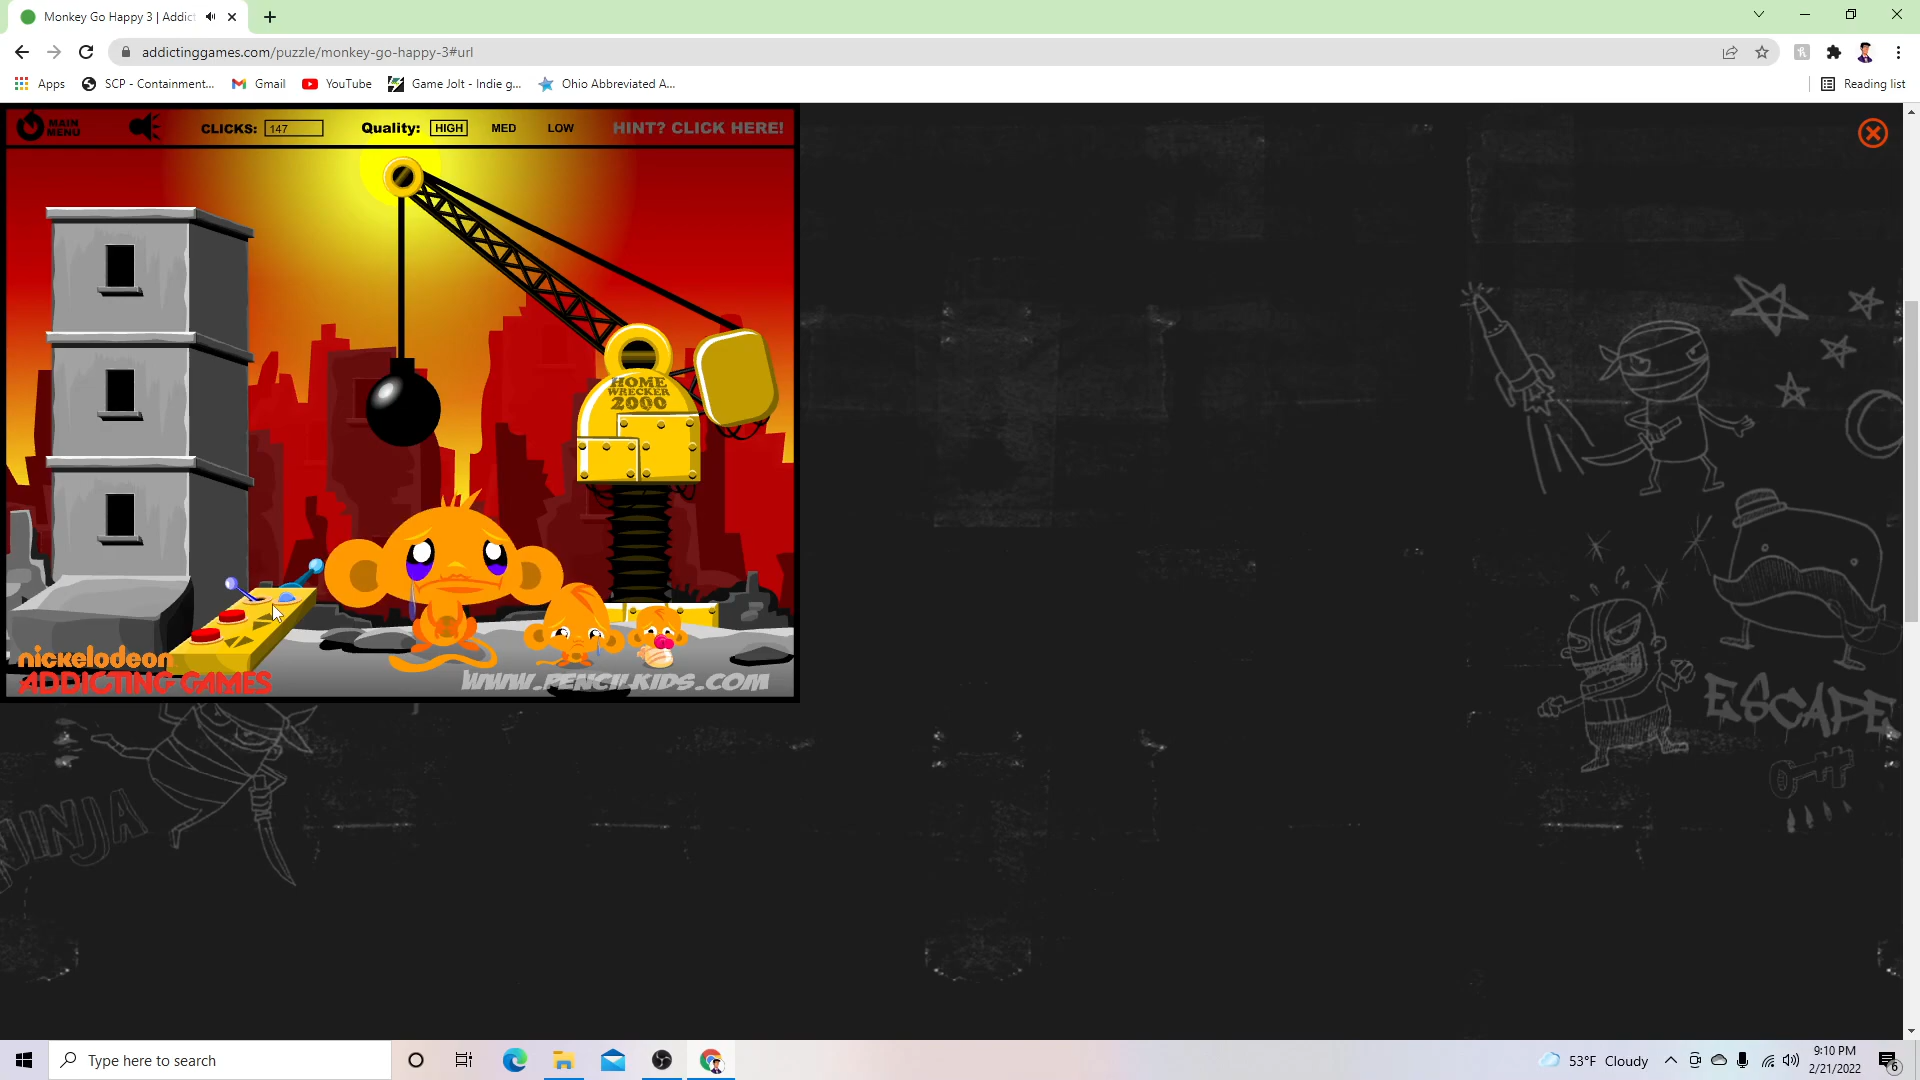 Monkey Go Happy 3 | Addict
addictinggames.com/puzzle/monkey-go-happy-3#url
Apps
SCP - Containment...
Gmail
YouTube
Game Jolt - Indie g...
Ohio Abbreviated A...
Reading list
MAIN MENU
CLICKS: 147
Quality: HIGH MED LOW
HINT? CLICK HERE!
HOME
WRECKER
2000
nickelodeon
ADDICTING GAMES
WWW.PENCILKIDS.COM
ESCAPE
NINJA
Type here to search
53°F Cloudy
9:10 PM
2/21/2022
6